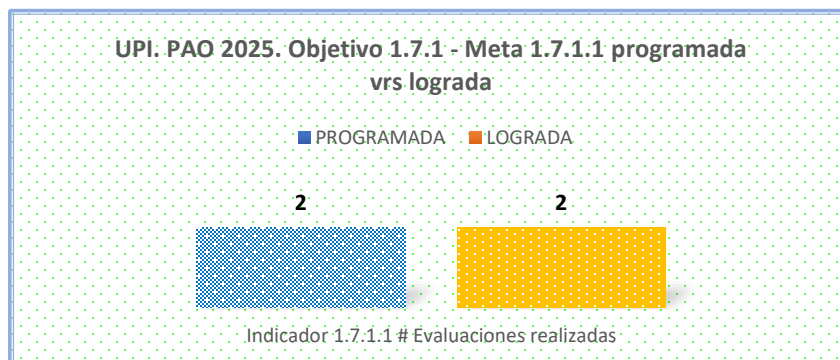 UPI. PAO 2025. Objetivo 1.7.1 - Meta 1.7.1.1 programada
vrs lograda
PROGRAMADA LOGRADA
2 2
Indicador 1.7.1.1 # Evaluaciones realizadas